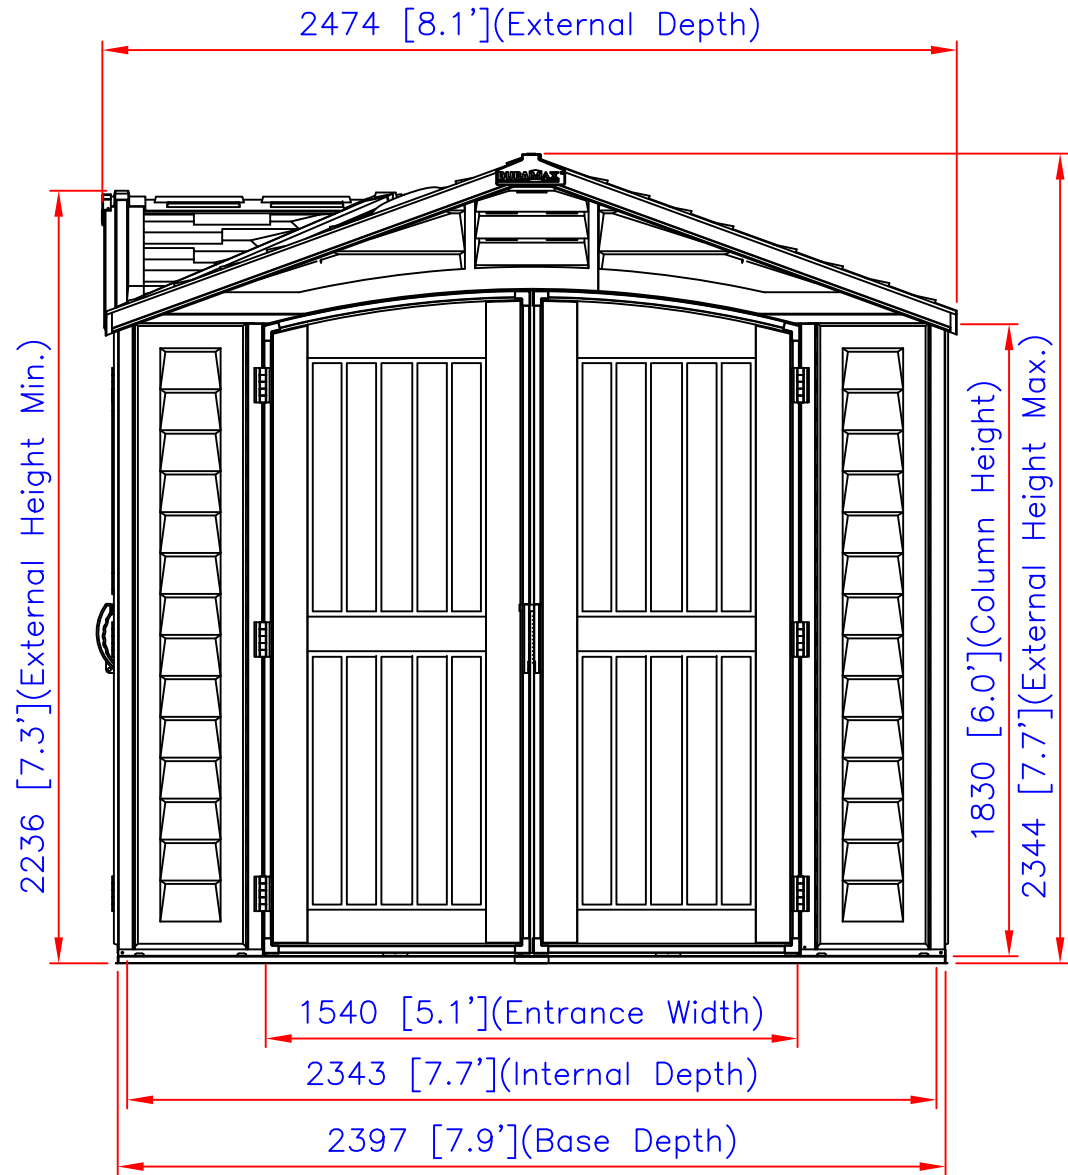 2474 [8.1'](External Depth)
DURAMAX
2236 [7.3'](External Height Min.)
1830 [6.0'](Column Height)
2344 [7.7'](External Height Max.)
1540 [5.1'](Entrance Width)
2343 [7.7'](Internal Depth)
2397 [7.9'](Base Depth)